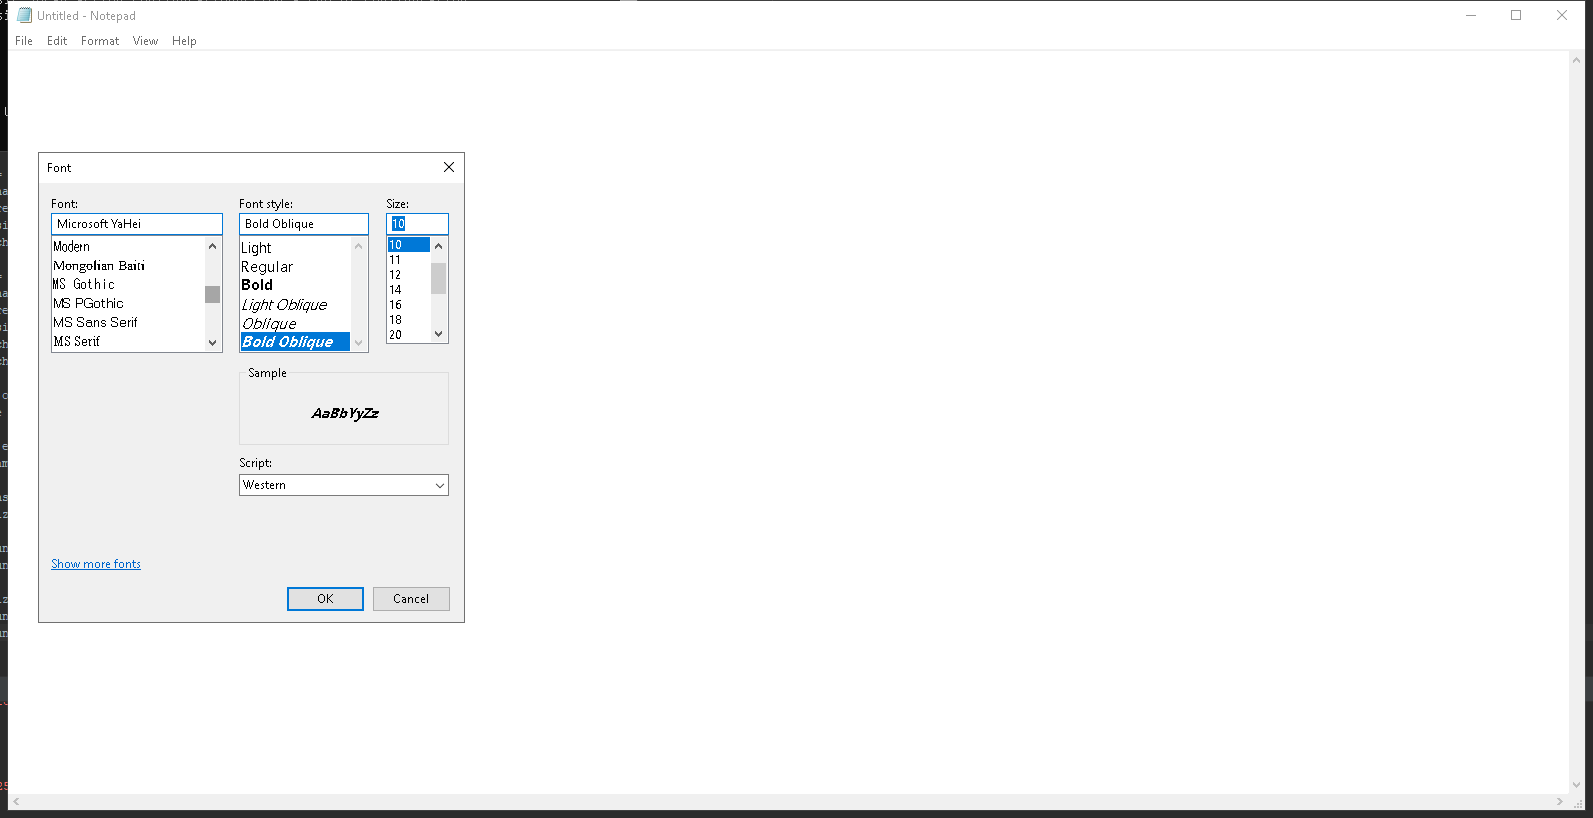 Untitled - Notepad
File Edit Format View Help
Font
Font: Font style: Size:
Microsoft YaHei Bold Oblique 10
Modern
Mongolian Baiti
MS Gothic
MS PGothic
MS Sans Serif
MS Serif
Light
Regular
Bold
Light Oblique
Oblique
Bold Oblique
10
11
12
14
16
18
20
Sample
AaBbYyZz
Script:
Western
Show more fonts
OK Cancel